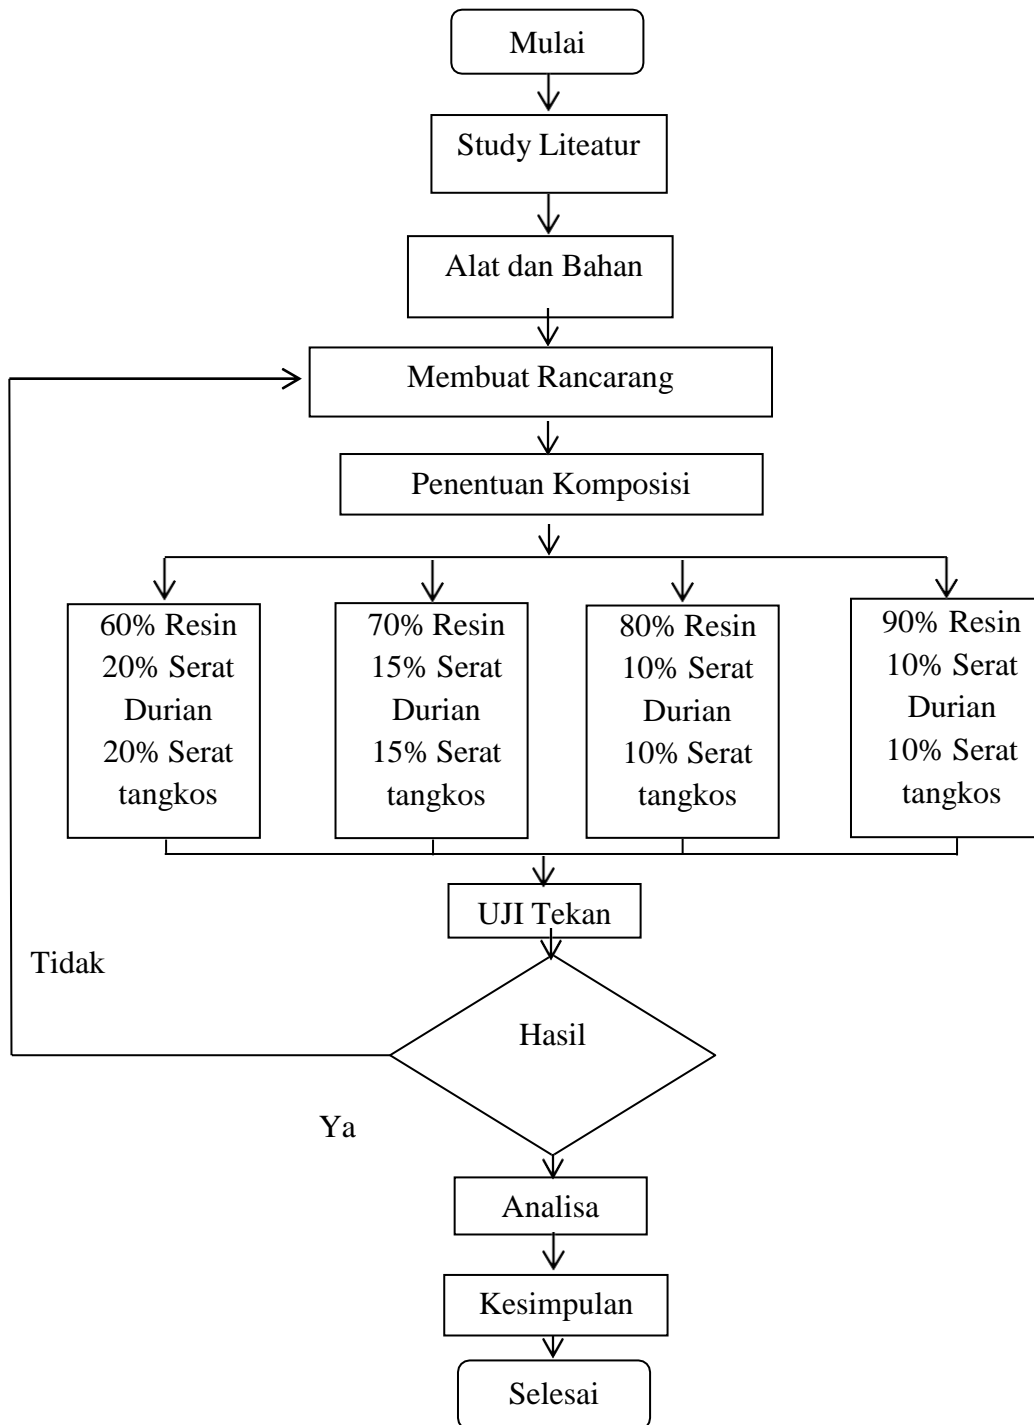 Mulai
Study Liteatur
Alat dan Bahan
Membuat Rancarang
Penentuan Komposisi
60% Resin
20% Serat
Durian
20% Serat
tangkos
70% Resin
15% Serat
Durian
15% Serat
tangkos
80% Resin
10% Serat
Durian
10% Serat
tangkos
90% Resin
10% Serat
Durian
10% Serat
tangkos
UJI Tekan
Tidak
Hasil
Ya
Analisa
Kesimpulan
Selesai